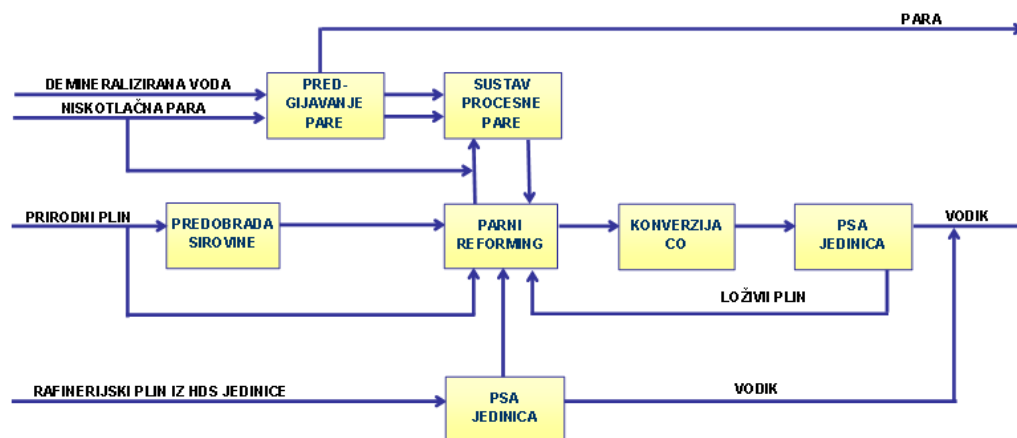 PARA
DEMINERALIZIRANA VODA
NISKOTLAČNA PARA
PRED-
GIJAVANJE
PARE
SUSTAV
PROCESNE
PARE
PRIRODNI PLIN
PREDOBRADA
SIROVINE
PARNI
REFORMING
KONVERZIJA
CO
PSA
JEDINICA
VODIK
LOŽIVII PLIN
RAFINERIJSKI PLIN IZ HDS JEDINICE
PSA
JEDINICA
VODIK